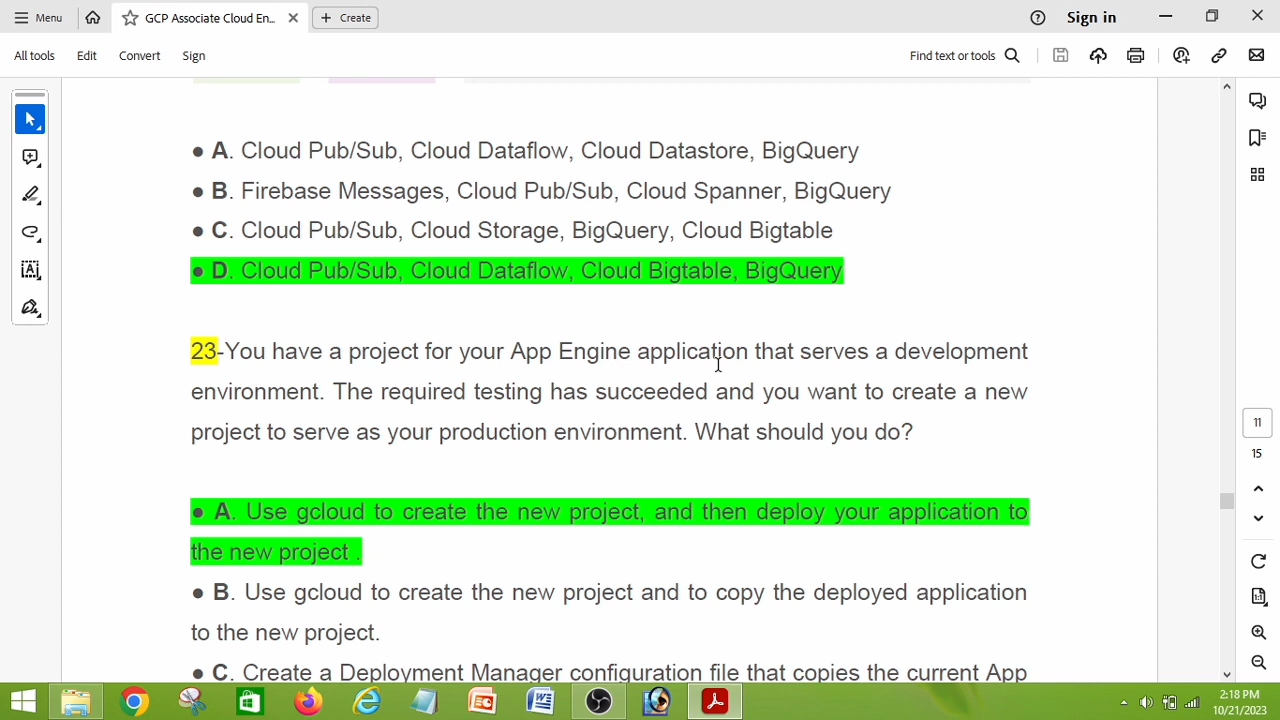 Menu
GCP Associate Cloud En...
Create
Sign in
All tools
Edit
Convert
Sign
Find text or tools
● A. Cloud Pub/Sub, Cloud Dataflow, Cloud Datastore, BigQuery
● B. Firebase Messages, Cloud Pub/Sub, Cloud Spanner, BigQuery
● C. Cloud Pub/Sub, Cloud Storage, BigQuery, Cloud Bigtable
● D. Cloud Pub/Sub, Cloud Dataflow, Cloud Bigtable, BigQuery
23-You have a project for your App Engine application that serves a development
environment. The required testing has succeeded and you want to create a new
project to serve as your production environment. What should you do?
● A. Use gcloud to create the new project, and then deploy your application to
the new project .
● B. Use gcloud to create the new project and to copy the deployed application
to the new project.
● C. Create a Deployment Manager configuration file that copies the current App
11
15
2:18 PM
10/21/2023